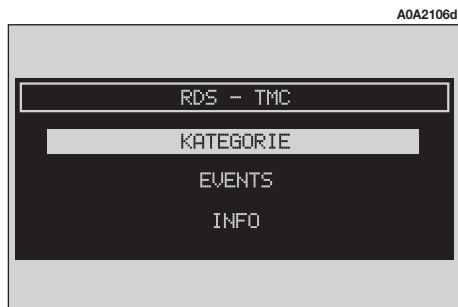 A0A2106d
RDS - TMC
KATEGORIE
EVENTS
INFO